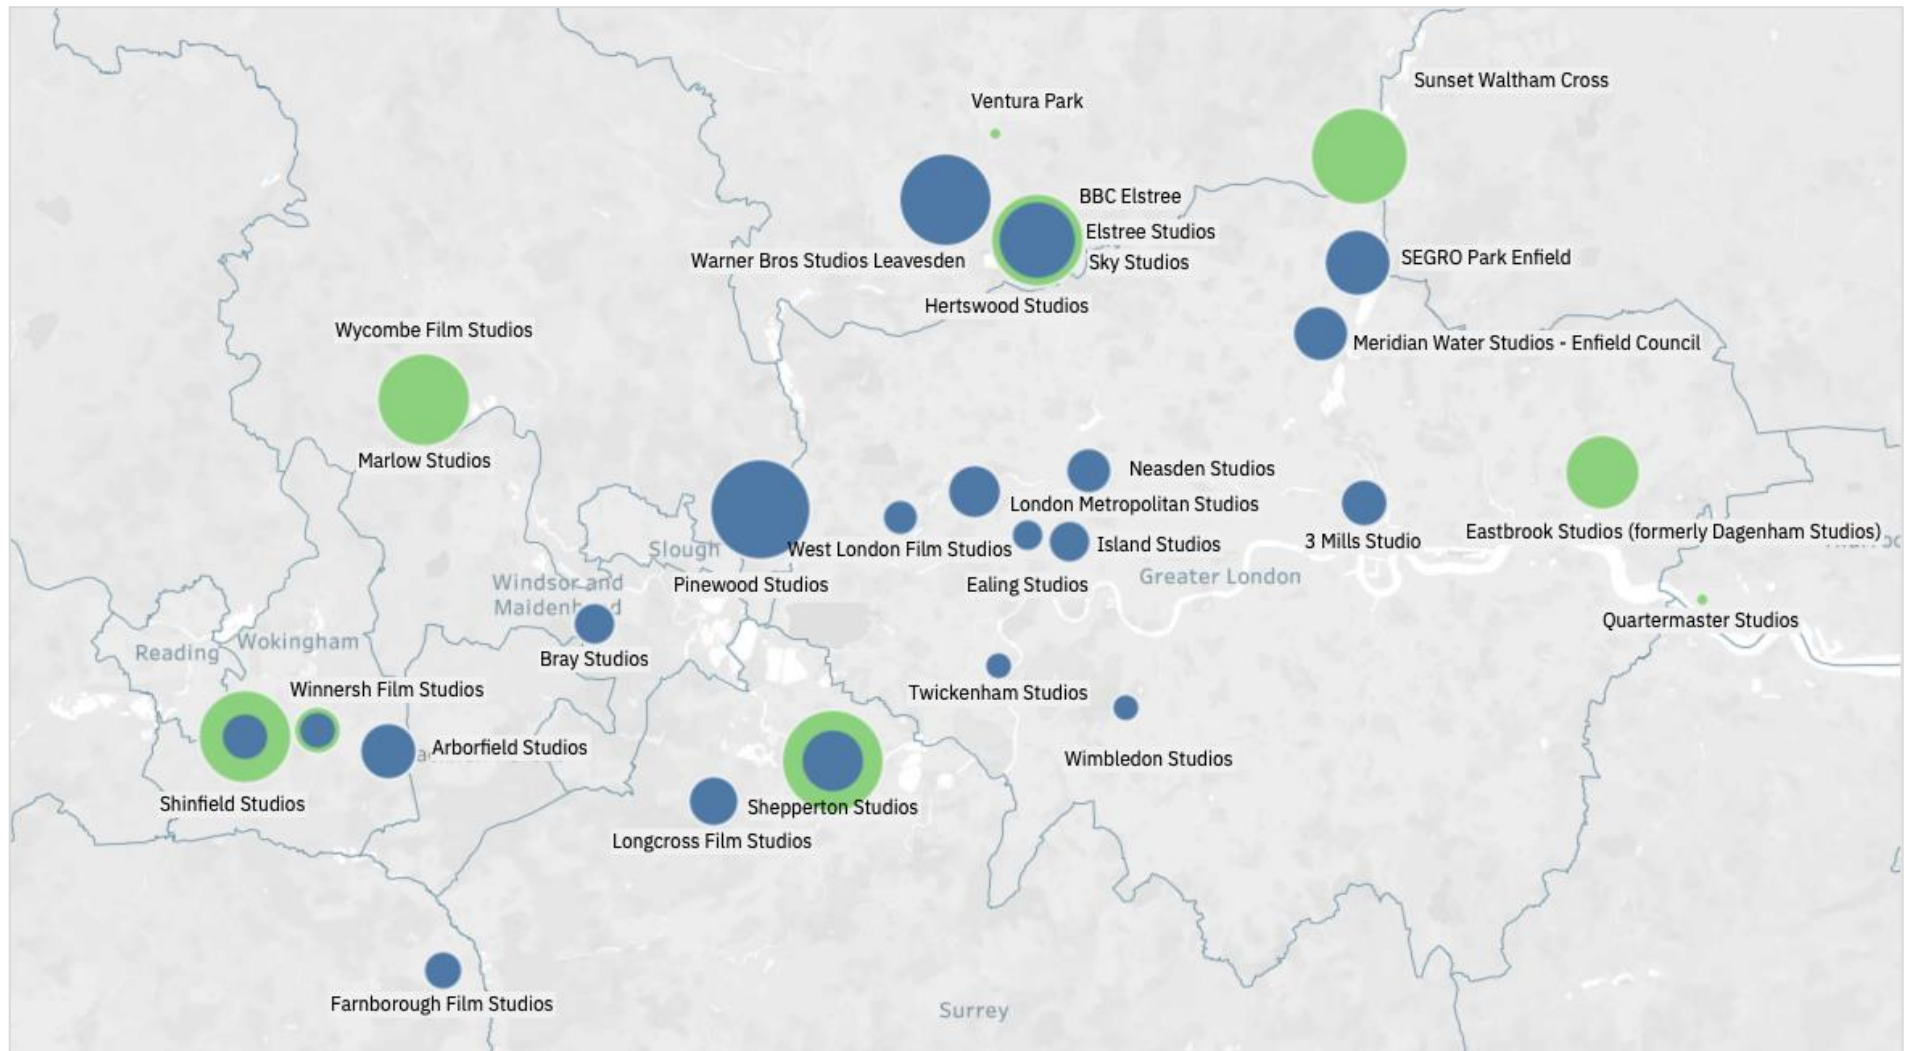 Sunset Waltham Cross
Ventura Park
BBC Elstree
Elstree Studios
Warner Bros Studios Leavesden
Sky Studios
SEGRO Park Enfield
Hertswood Studios
Wycombe Film Studios
Meridian Water Studios - Enfield Council
Marlow Studios
Neasden Studios
London Metropolitan Studios
Eastbrook Studios (formerly Dagenham Studios)
3 Mills Studio
West London Film Studios
Island Studios
Slough
Pinewood Studios
Ealing Studios
Greater London
Windsor and
Quartermaster Studios
Wokingham
Reading
Bray Studios
Winnersh Film Studios
Twickenham Studios
Arborfield Studios
Wimbledon Studios
Shinfield Studios
Shepperton Studios
Longcross Film Studios
Farnborough Film Studios
Surrey